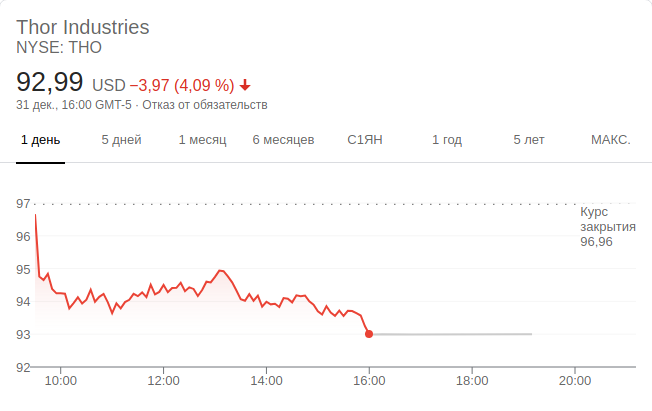 Thor Industries
NYSE: THO
92,99 USD −3,97 (4,09 %)
31 дек., 16:00 GMT-5 · Отказ от обязательств
1 день 5 дней 1 месяц 6 месяцев С1ЯН 1 год 5 лет МАКС.
97
Курс
закрытия
96,96
96
95
94
93
92
10:00 12:00 14:00 16:00 18:00 20:00